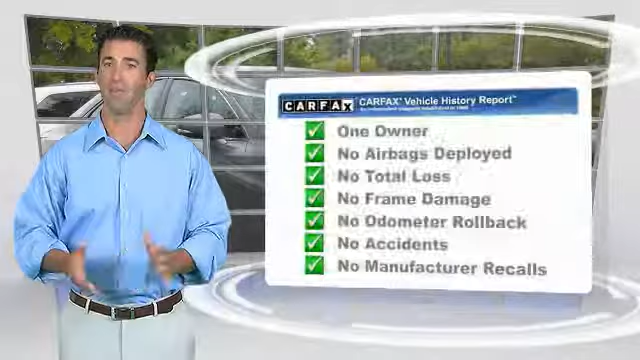 CARFAX CARFAX Vehicle History Report™
One Owner
No Airbags Deployed
No Total Loss
No Frame Damage
No Odometer Rollback
No Accidents
No Manufacturer Recalls